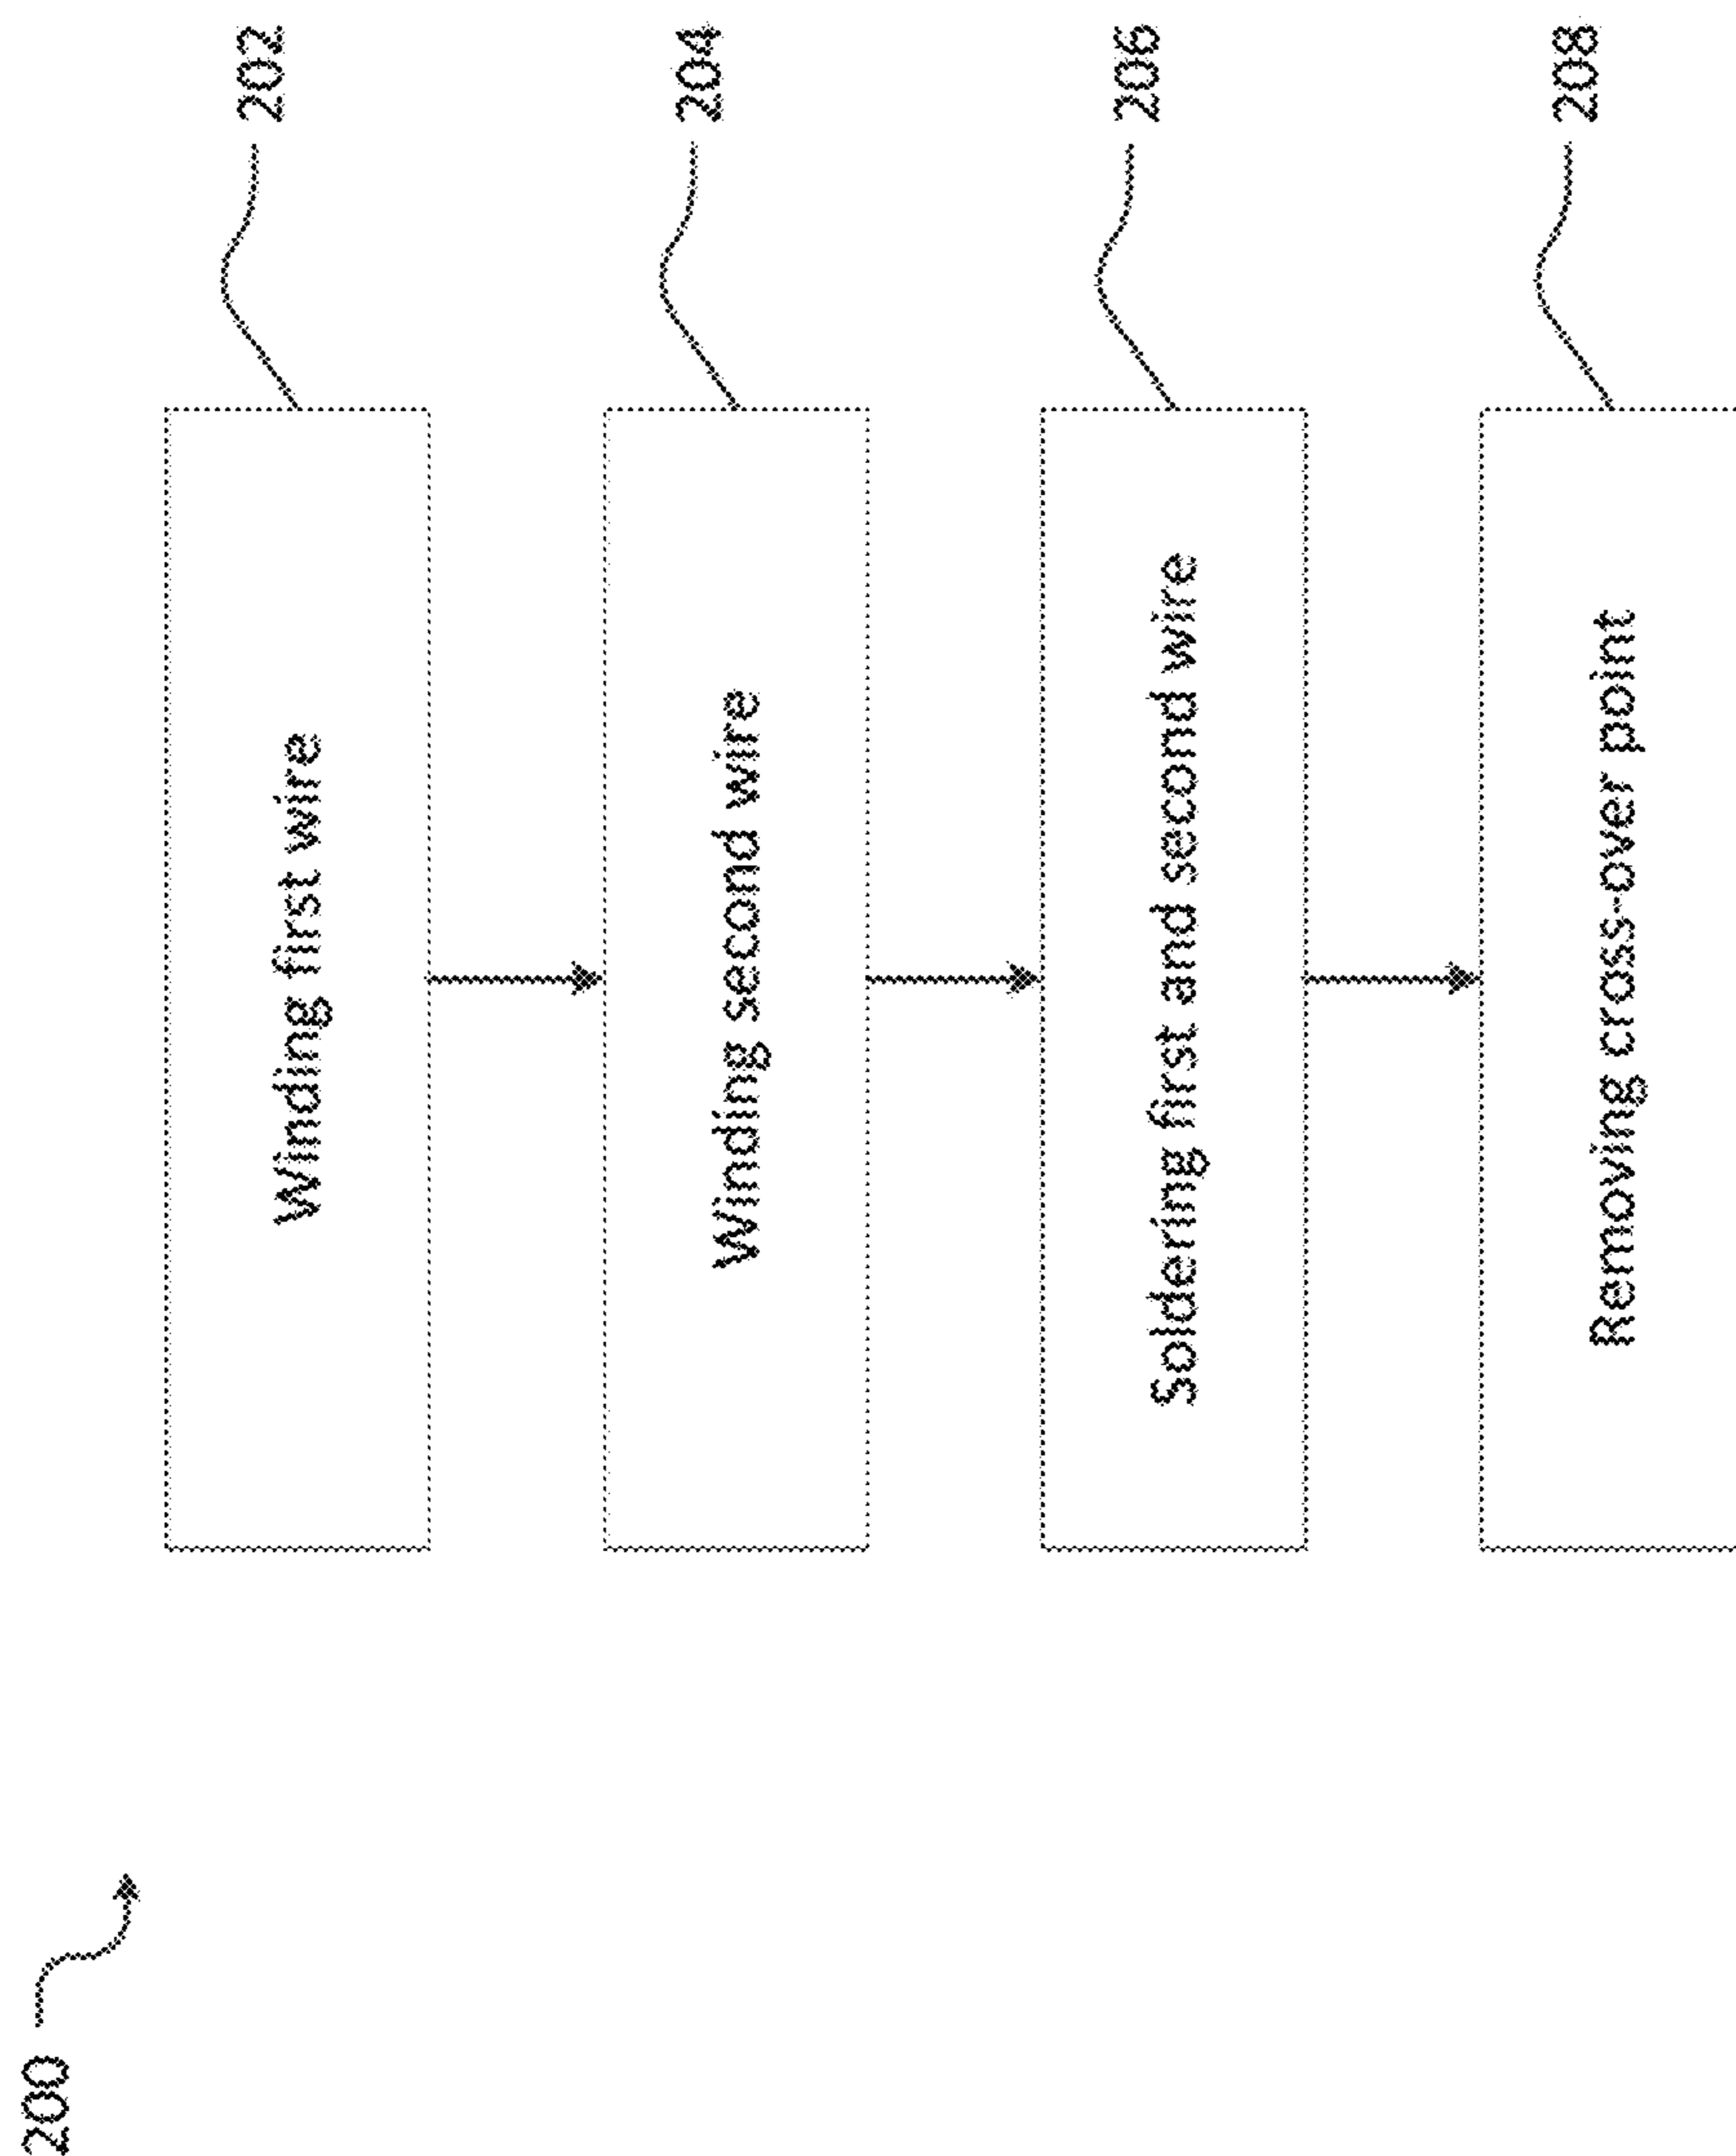 200
Winding first wire
202
Winding second wire
204
Soldering first and second wire
206
Removing cross-over point
208